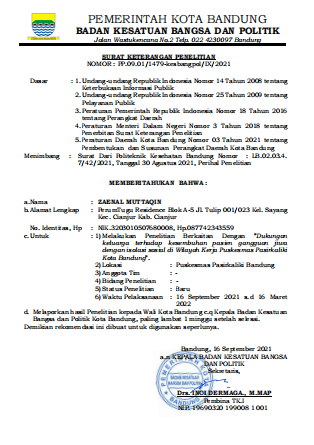 PEMERINTAH KOTA BANDUNG
BADAN KESATUAN BANGSA DAN POLITIK
Jalan Wastukencana No.2 Telp. 022 4230097 Bandung
SURAT KETERANGAN PENELITIAN
NOMOR : PP.09.01/1479-kesbangpol/IX/2021
Dasar : 1. Undang-undang Republik Indonesia Nomor 14 Tahun 2008 tentang
Keterbukaan Informasi Publik
2. Undang-undang Republik Indonesia Nomor 25 Tahun 2009 tentang
Pelayanan Publik
3. Peraturan Pemerintah Republik Indonesia Nomor 18 Tahun 2016
tentang Perangkat Daerah
4. Peraturan Menteri Dalam Negeri Nomor 3 Tahun 2018 tentang
Penerbitan Surat Keterangan Penelitian
5. Peraturan Daerah Kota Bandung Nomor 03 Tahun 2021 tentang
Pembentukan dan Susunan Perangkat Daerah Kota Bandung
Menimbang : Surat Dari Politeknik Kesehatan Bandung Nomor : LB.02.03.4.
7/42/2021, Tanggal 30 Agustus 2021, Perihal Penelitian
MEMBERITAHUKAN BAHWA :
a. Nama : ZAENAL MUTTAQIN
b. Alamat Lengkap : PerumTugu Residence Blok A-5 Jl. Tulip 001/023 Kel. Sayang
Kec. Cianjur Kab. Cianjur
No. Identitas, Hp : NIK.3203010507680008, Hp.087742343559
c. Untuk : 1) Melakukan Penelitian Berkaitan Dengan "Dukungan
keluarga terhadap kesembuhan pasien gangguan jiwa
dengan isolasi sosial di Wilayah Kerja Puskesmas Pasirkaliki
Kota Bandung".
2) Lokasi : Puskesmas Pasirkaliki Bandung
3) Anggota Tim : -
4) Bidang Penelitian : -
5) Status Penelitian : Baru
6) Waktu Pelaksanaan : 16 September 2021 s.d 16 Maret
2022
d. Melaporkan hasil Penelitian kepada Wali Kota Bandung c.q Kepala Badan Kesatuan
Bangsa dan Politik Kota Bandung, paling lambat 1 minggu setelah selesai.
Demikian rekomendasi ini dibuat untuk digunakan seperlunya.
Bandung, 16 September 2021
a.n KEPALA BADAN KESATUAN BANGSA
DAN POLITIK
Sekretaris,
Dra. INCI DERMAGA., M.AP
Pembina TK.I
NIP. 19690320 199008 1 001